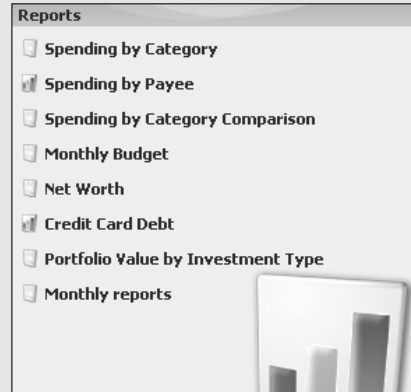 Reports
Spending by Category
Spending by Payee
Spending by Category Comparison
Monthly Budget
Net Worth
Credit Card Debt
Portfolio Value by Investment Type
Monthly reports